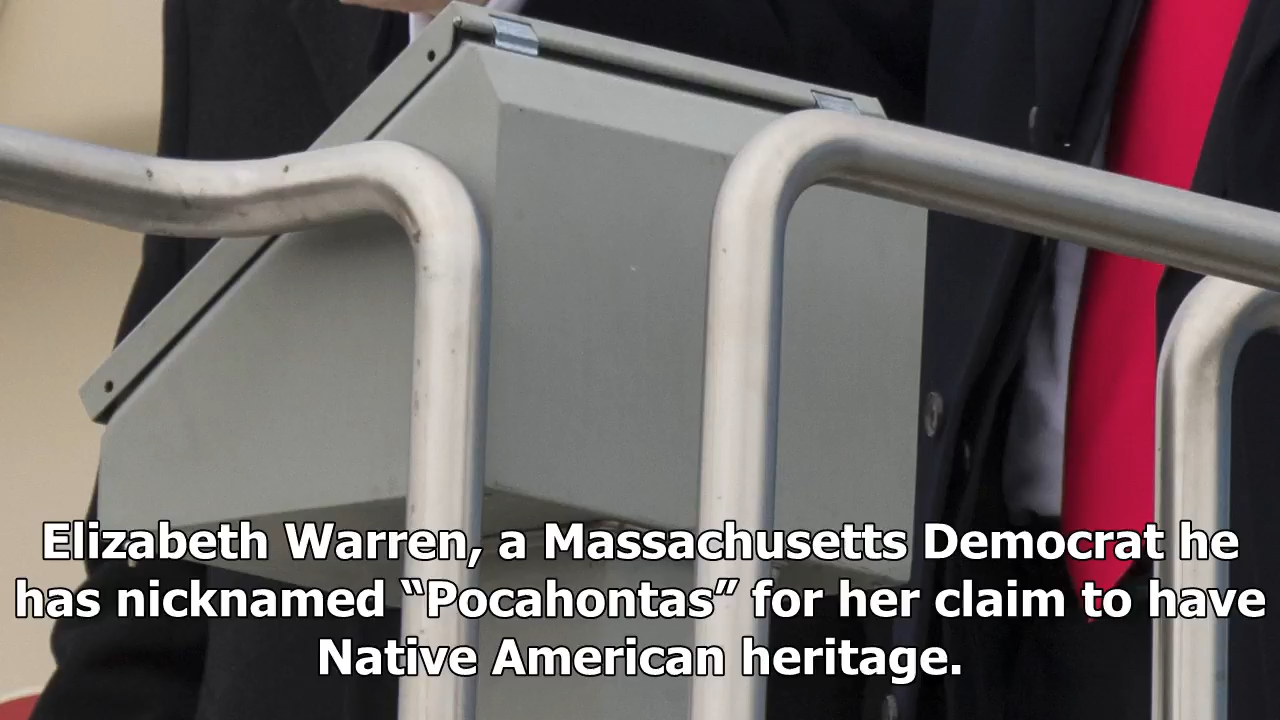 Elizabeth Warren, a Massachusetts Democrat he
has nicknamed “Pocahontas” for her claim to have
Native American heritage.